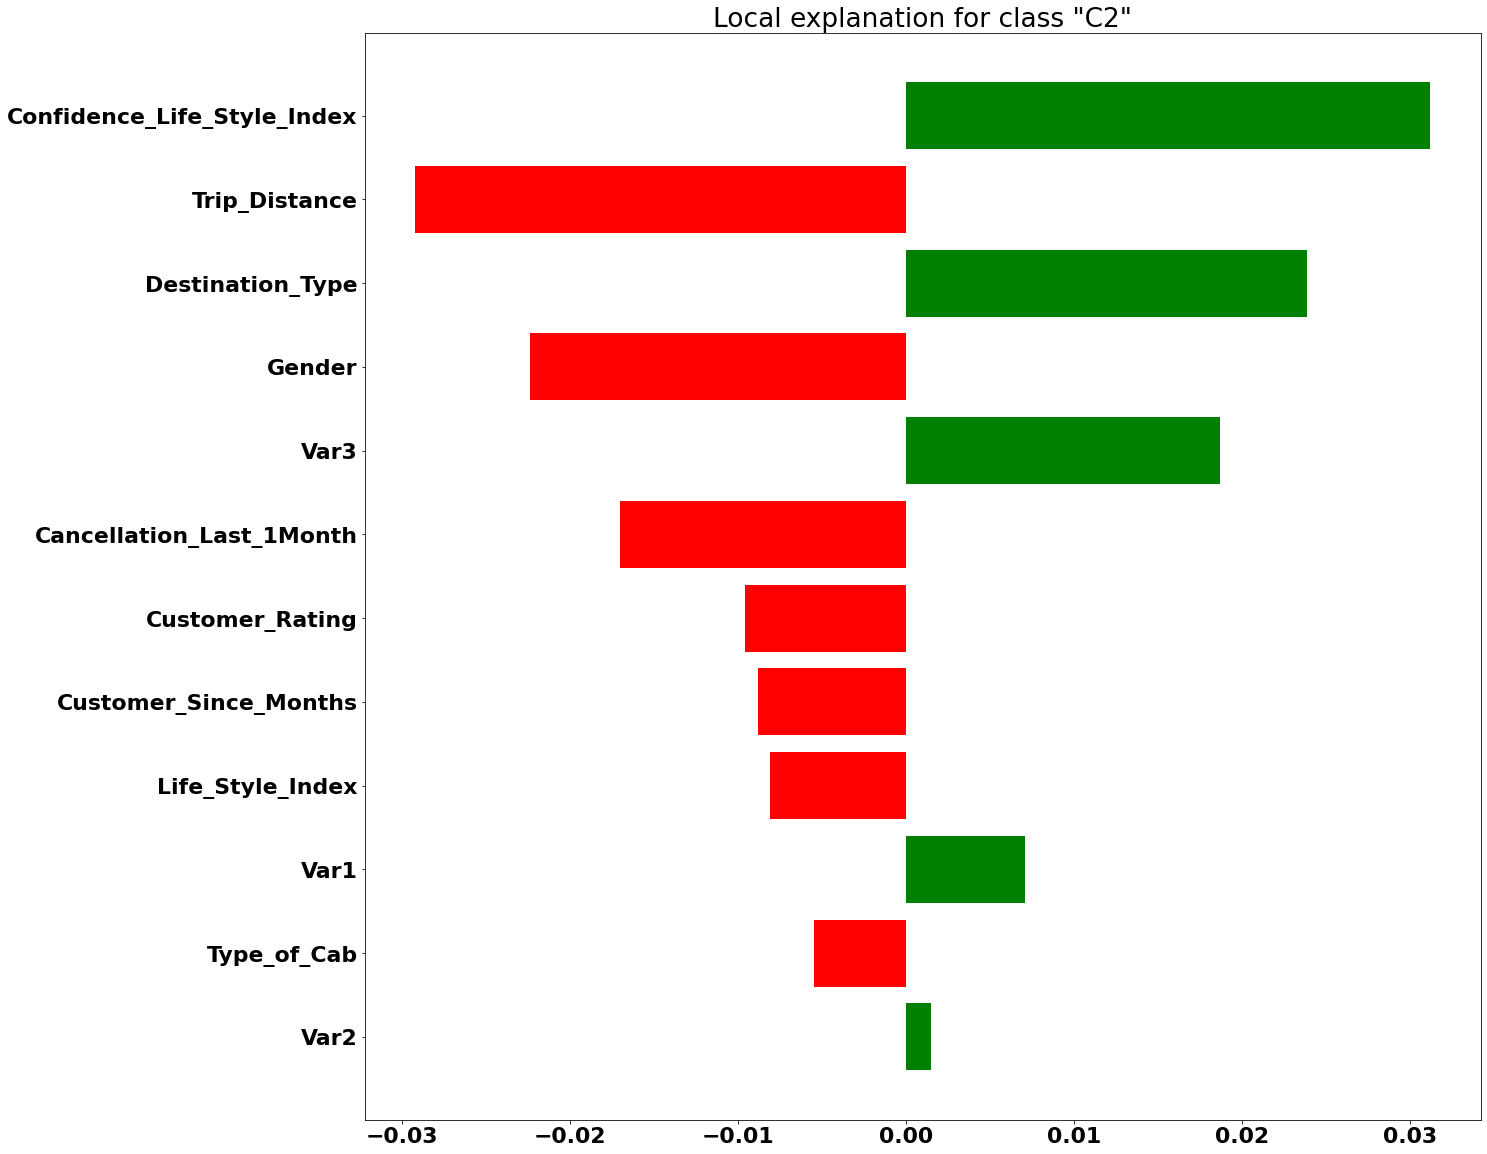 Local explanation for class "C2"
Confidence_Life_Style_Index
Trip_Distance
Destination_Type
Gender
Var3
Cancellation_Last_1Month
Customer_Rating
Customer_Since_Months
Life_Style_Index
Var1
Type_of_Cab
Var2
−0.03 −0.02 −0.01 0.00 0.01 0.02 0.03